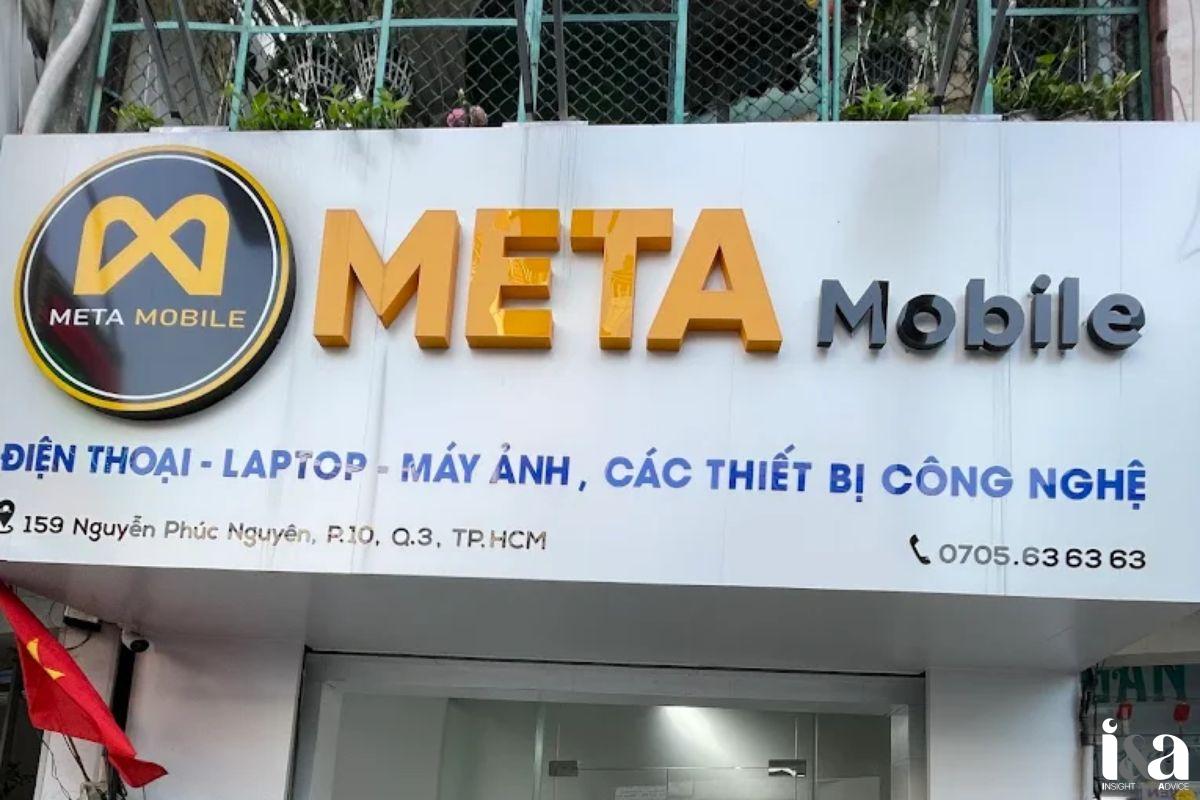 META Mobile
META MOBILE
ĐIỆN THOẠI - LAPTOP - MÁY ẢNH, CÁC THIẾT BỊ CÔNG NGHỆ
159 Nguyễn Phúc Nguyên, P.10, Q.3, TP.HCM
0705.63 63 63
i&a
INSIGHT ADVICE